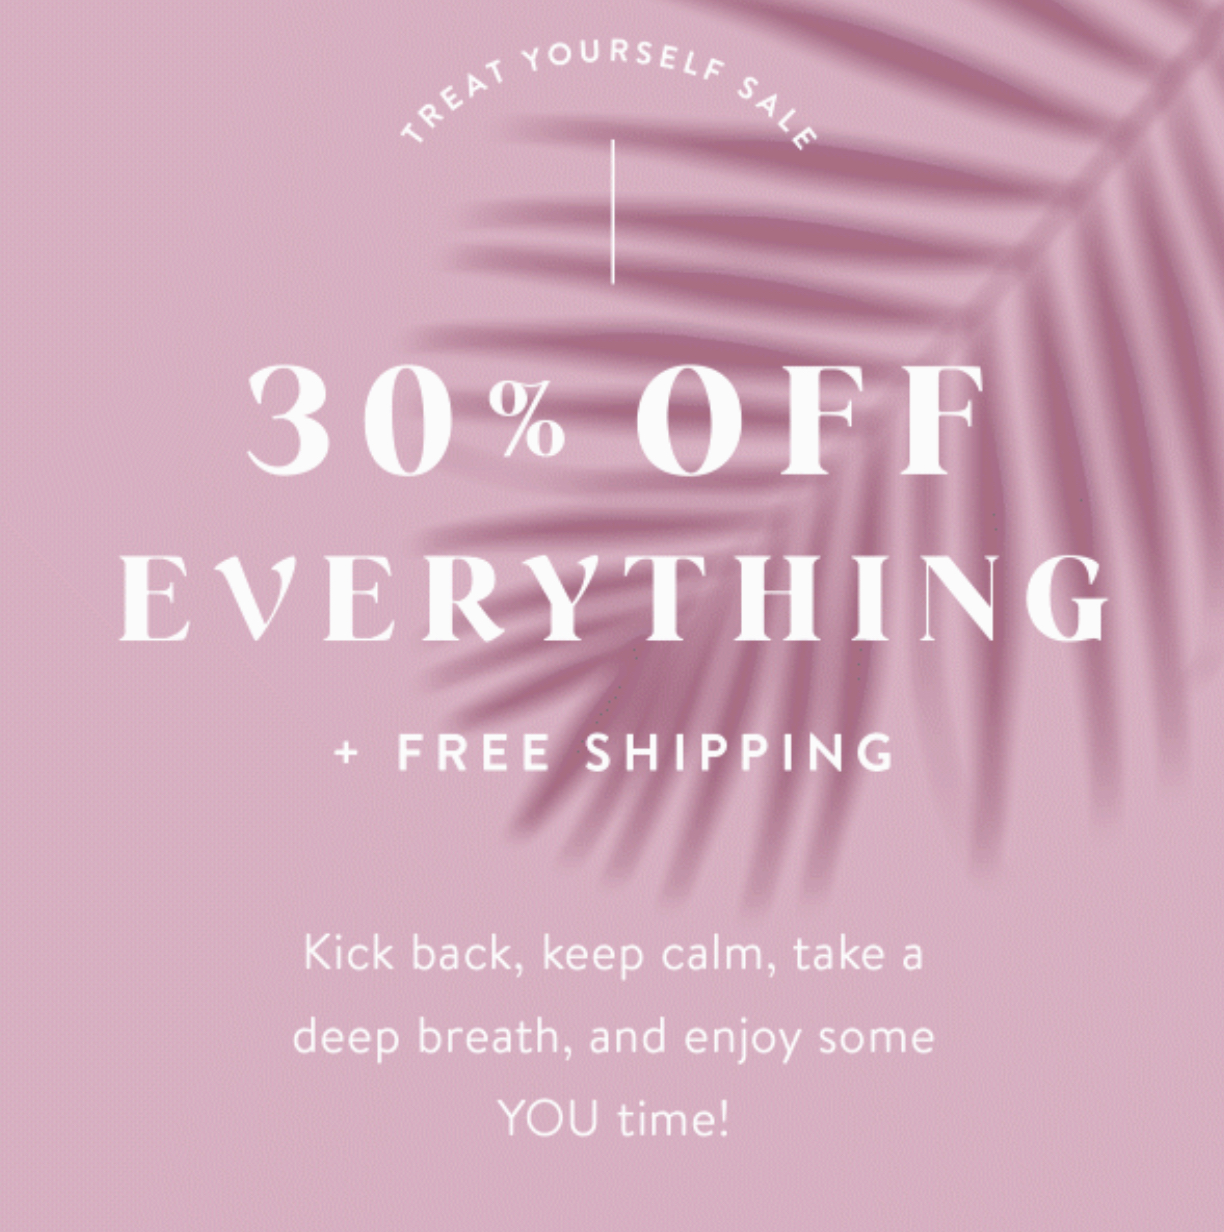 TREAT YOURSELF SALE
30% OFF
EVERYTHING
+ FREE SHIPPING
Kick back, keep calm, take a
deep breath, and enjoy some
YOU time!